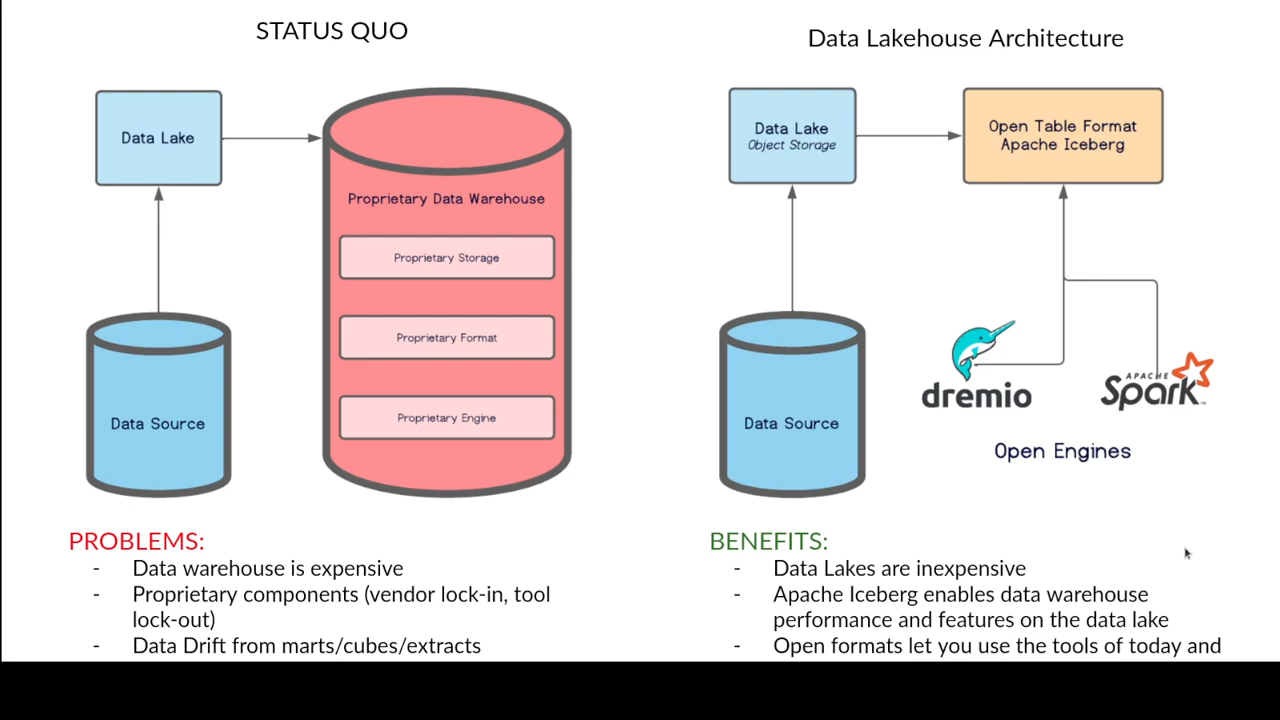 STATUS QUO
Data Lake
Proprietary Data Warehouse
Proprietary Storage
Proprietary Format
Proprietary Engine
Data Source
PROBLEMS:
- Data warehouse is expensive
- Proprietary components (vendor lock-in, tool
lock-out)
- Data Drift from marts/cubes/extracts
Data Lakehouse Architecture
Data Lake
Object Storage
Open Table Format
Apache Iceberg
Data Source
dremio
APACHE
Spark™
Open Engines
BENEFITS:
- Data Lakes are inexpensive
- Apache Iceberg enables data warehouse
performance and features on the data lake
- Open formats let you use the tools of today and